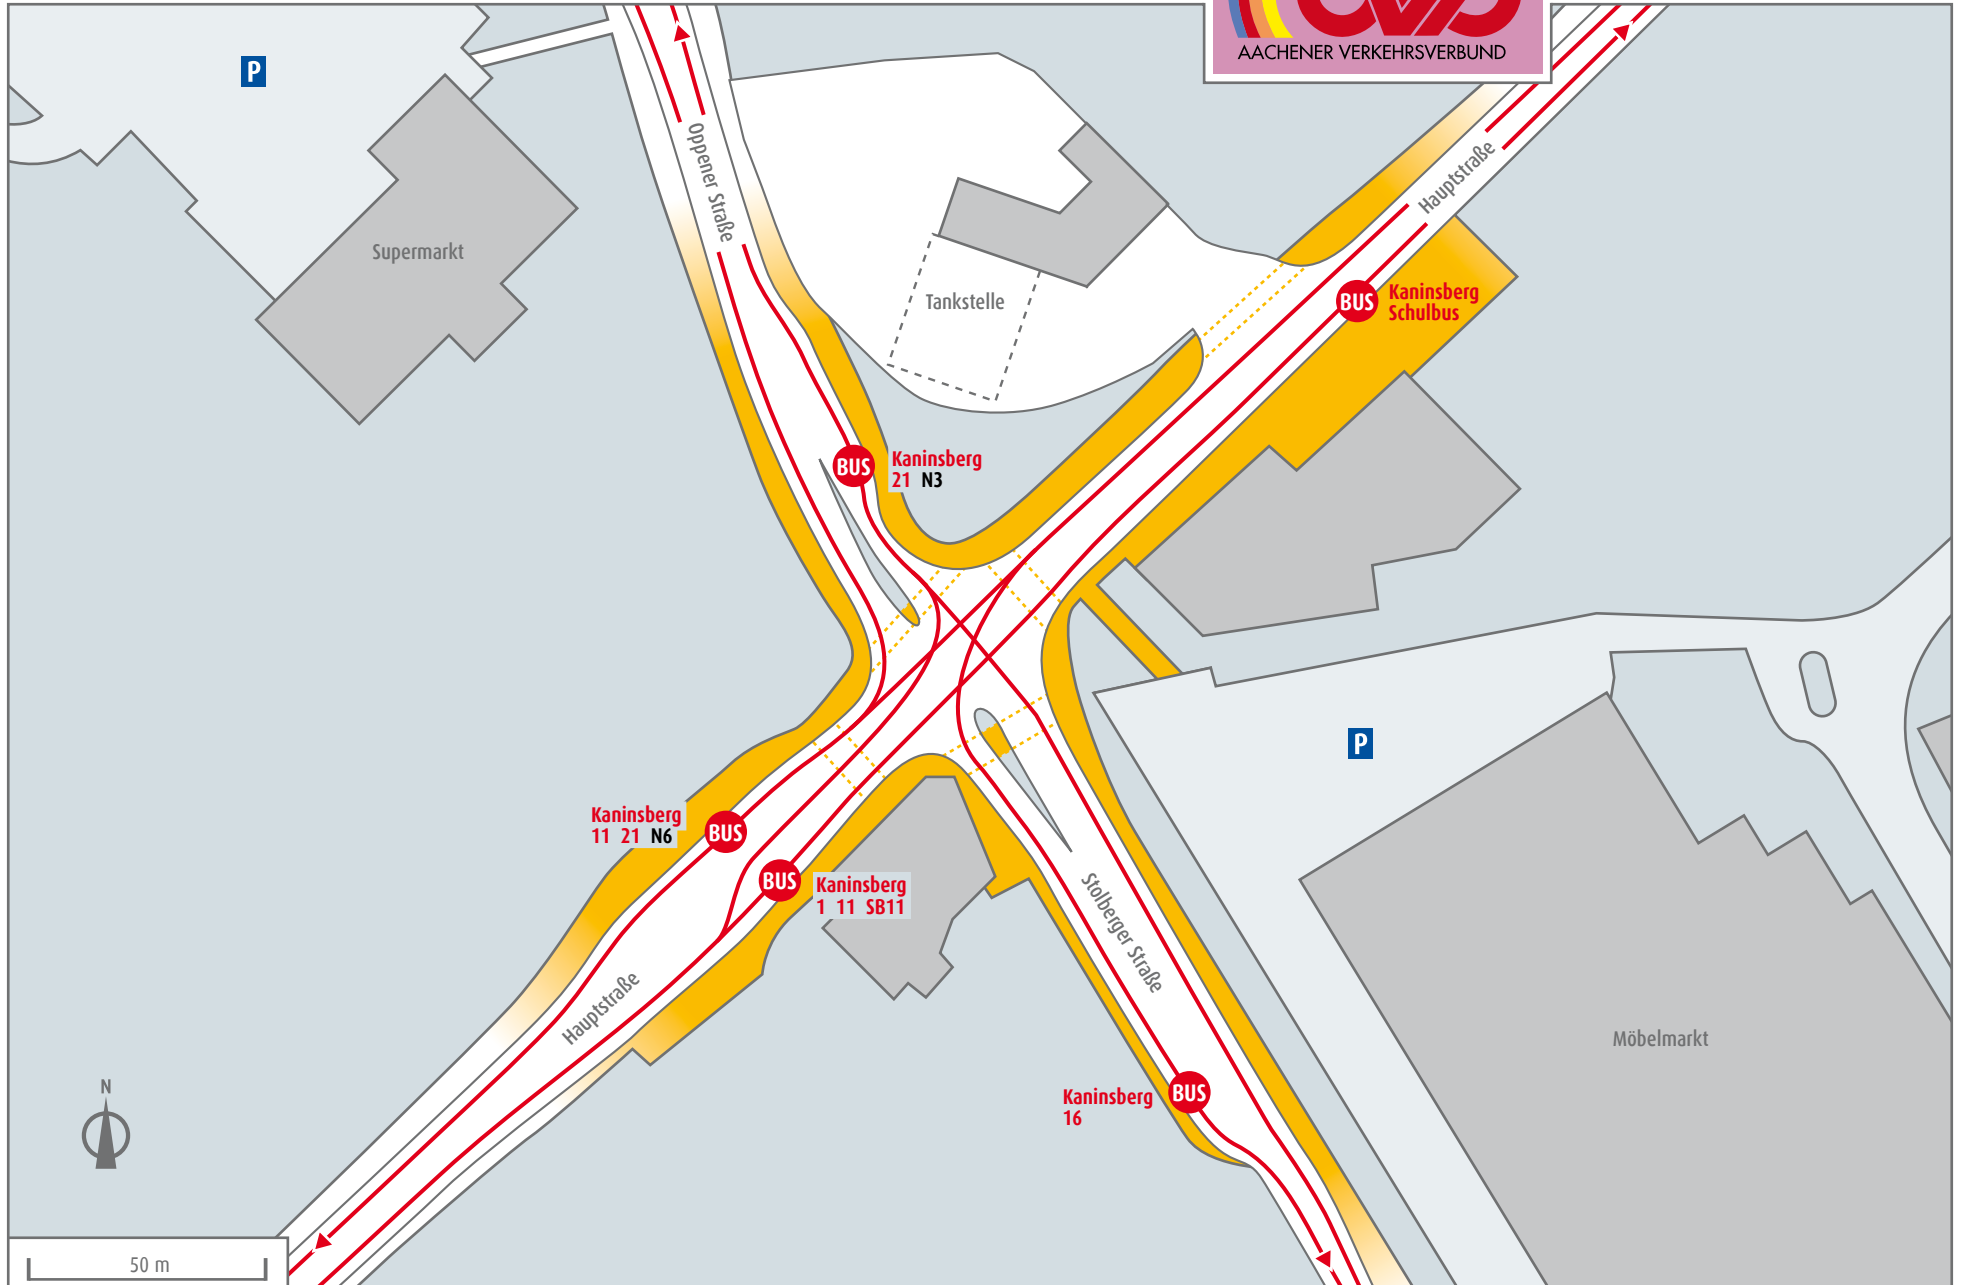 AACHENER VERKEHRSVERBUND
P
Oppener Straße
Hauptstraße
Supermarkt
Tankstelle
BUS
Kaninsberg
Schulbus
BUS
Kaninsberg
21 N3
P
Kaninsberg
11 21 N6
BUS
BUS
Kaninsberg
1 11 SB11
Stolberger Straße
Hauptstraße
Möbelmarkt
N
Kaninsberg
16
BUS
50 m